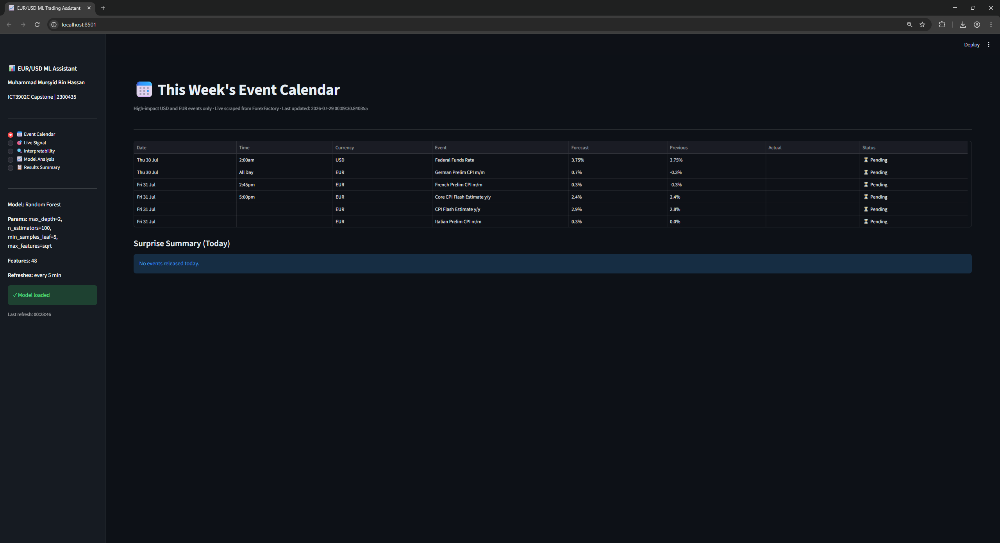 EUR/USD ML Trading Assistant
localhost:8501
Deploy
EUR/USD ML Assistant
Muhammad Mursyid Bin Hassan
ICT3902C Capstone | 2300435
Event Calendar
Live Signal
Interpretability
Model Analysis
Results Summary
Model: Random Forest
Params: max_depth=2,
n_estimators=100,
min_samples_leaf=5,
max_features=sqrt
Features: 48
Refreshes: every 5 min
✓ Model loaded
Last refresh: 00:28:46
This Week's Event Calendar
High-impact USD and EUR events only · Live scraped from ForexFactory · Last updated: 2026-07-29 00:09:30.840355
Date Time Currency Event Forecast Previous Actual Status
Thu 30 Jul 2:00am USD Federal Funds Rate 3.75% 3.75% ⏳ Pending
Thu 30 Jul All Day EUR German Prelim CPI m/m 0.7% -0.3% ⏳ Pending
Fri 31 Jul 2:45pm EUR French Prelim CPI m/m 0.3% -0.3% ⏳ Pending
Fri 31 Jul 5:00pm EUR Core CPI Flash Estimate y/y 2.4% 2.4% ⏳ Pending
Fri 31 Jul EUR CPI Flash Estimate y/y 2.9% 2.8% ⏳ Pending
Fri 31 Jul EUR Italian Prelim CPI m/m 0.3% 0.0% ⏳ Pending
Surprise Summary (Today)
No events released today.